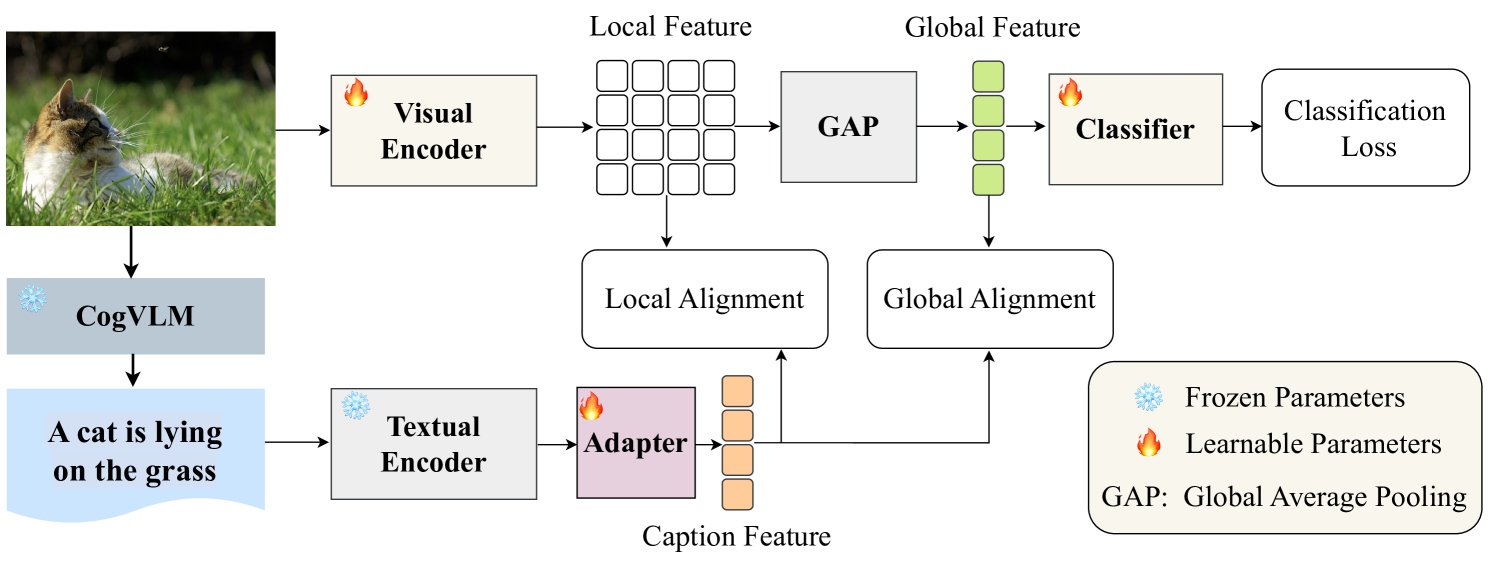 Local Feature
Global Feature
Visual
Encoder
GAP
Classifier
Classification
Loss
Local Alignment
Global Alignment
CogVLM
A cat is lying
on the grass
Textual
Encoder
Adapter
Caption Feature
Frozen Parameters
Learnable Parameters
GAP: Global Average Pooling